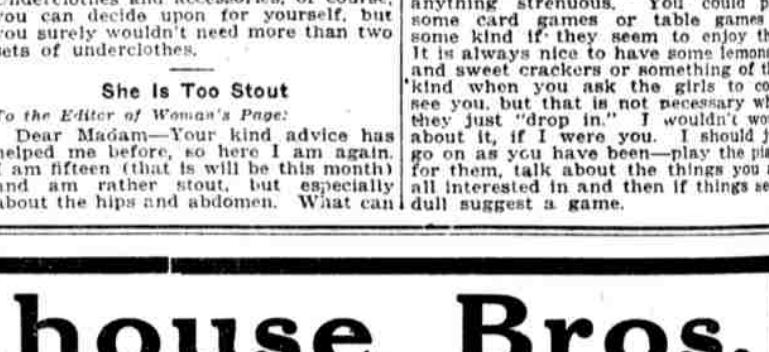 you can decide upon for yourself, but
you surely wouldn't need more than two
sets of underclothes.
She Is Too Stout
To the Editor of Woman's Page:
Dear Madam—Your kind advice has
helped me before, so here I am again.
I am fifteen (that is will be this month)
and am rather stout, but especially
about the hips and abdomen. What can
anything strenuous. You could
some card games or table games
some kind if they seem to enjoy
It is always nice to have some
and sweet crackers or something of
kind when you ask the girls to
see you, but that is not necessary
they just "drop in." I wouldn't
about it, if I were you. I should
go on as you have been—play the
for them, talk about the things you
all interested in and then if things
dull suggest a game.
house Bros.